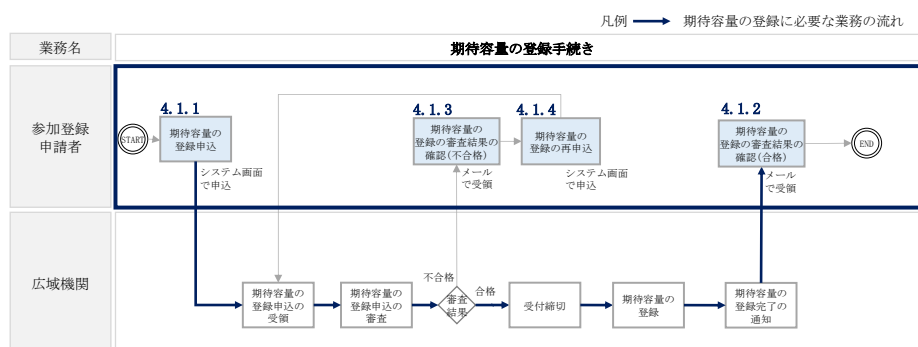 凡例
期待容量の登録に必要な業務の流れ
業務名
期待容量の登録手続き
参加登録
申請者
START
4.1.1
期待容量の
登録申込
システム画面
で申込
4.1.3
期待容量の
登録の審査結果の
確認(不合格)
メール
で受領
4.1.4
期待容量の
登録の再申込
システム画面
で申込
4.1.2
期待容量の
登録の審査結果の
確認(合格)
メール
で受領
END
広域機関
期待容量の
登録申込の
受領
期待容量の
登録申込の
審査
不合格
審査
結果
合格
受付締切
期待容量の
登録
期待容量の
登録完了の
通知